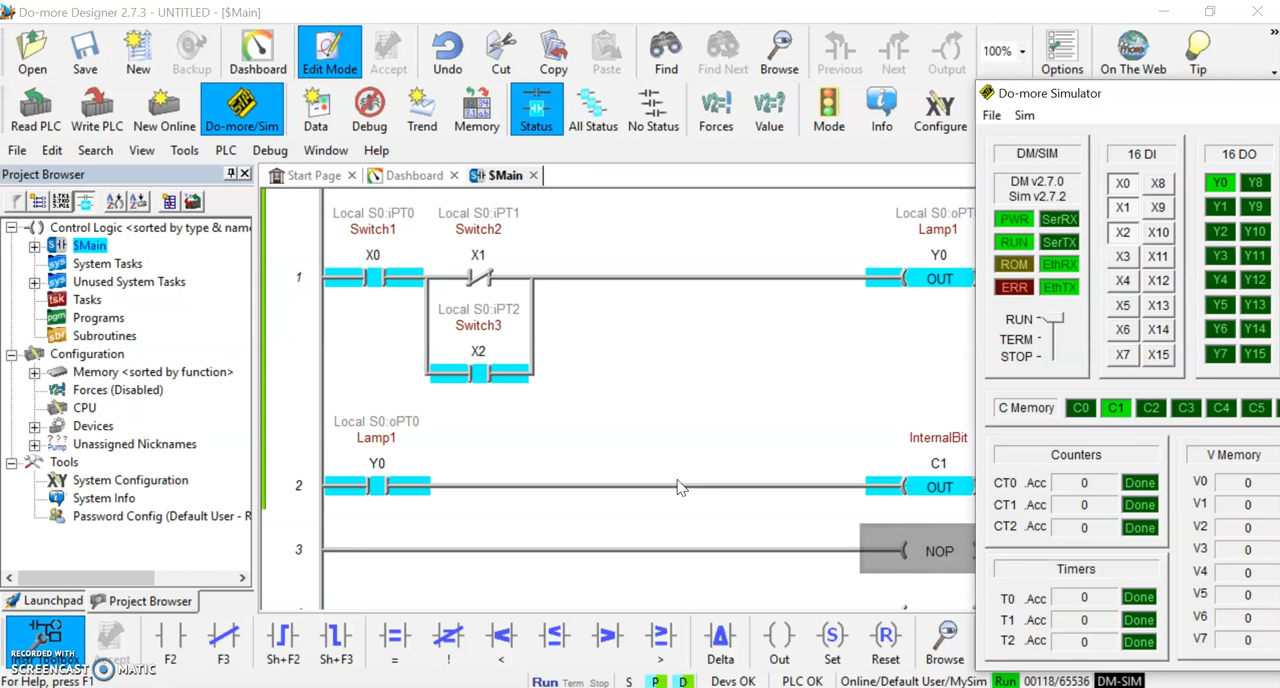 Do-more Designer 2.7.3 - UNTITLED - [$Main]
Open Save New Backup Dashboard Edit Mode Accept Undo Cut Copy Paste Find Find Next Browse Previous Next Output 100% Options On The Web Tip
Read PLC Write PLC New Online Do-more/Sim Data Debug Trend Memory Status All Status No Status Forces Value Mode Info Configure
File Edit Search View Tools PLC Debug Window Help
Project Browser
Control Logic <sorted by type & nam
$Main
System Tasks
Unused System Tasks
Tasks
Programs
Subroutines
Configuration
Memory <sorted by function>
Forces (Disabled)
CPU
Devices
Unassigned Nicknames
Tools
System Configuration
System Info
Password Config (Default User - R
Launchpad Project Browser
Start Page Dashboard $Main
Local S0:iPT0 Local S0:iPT1 Local S0:oPT
Switch1 Switch2 Lamp1
X0 X1 Y0
1 OUT
Local S0:iPT2
Switch3
X2
Local S0:oPT0
Lamp1 InternalBit
Y0 C1
2 OUT
3 NOP
Do-more Simulator
File Sim
DM/SIM 16 DI 16 DO
DM v2.7.0
Sim v2.7.2
PWR SerRX
RUN SerTX
ROM EthRX
ERR EthTX
RUN -
TERM -
STOP -
X0 X8
X1 X9
X2 X10
X3 X11
X4 X12
X5 X13
X6 X14
X7 X15
Y0 Y8
Y1 Y9
Y2 Y10
Y3 Y11
Y4 Y12
Y5 Y13
Y6 Y14
Y7 Y15
C Memory C0 C1 C2 C3 C4 C5
Counters
CT0 .Acc 0 Done
CT1 .Acc 0 Done
CT2 .Acc 0 Done
Timers
T0 .Acc 0 Done
T1 .Acc 0 Done
T2 .Acc 0 Done
V Memory
V0 0
V1 0
V2 0
V3 0
V4 0
V5 0
V6 0
V7 0
F2 F3 Sh+F2 Sh+F3 = ! < ≤ > ≥ > Delta Out Set Reset Browse
RECORDED WITH
SCREENCAST MATIC
For Help, press F1
Run Term Stop S P D Devs OK PLC OK Online/Default User/MySim Run 00118/65536 DM-SIM